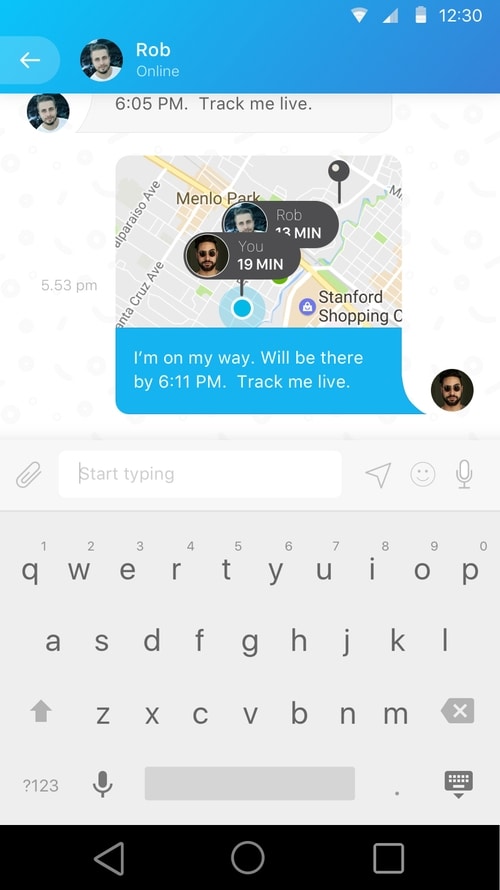 12:30
Rob
Online
6:05 PM. Track me live.
Menlo Park
Rob
13 MIN
You
19 MIN
alparaiso Ave
anta Cruz Ave
Stanford
Shopping C
5.53 pm
I'm on my way. Will be there
by 6:11 PM. Track me live.
Start typing
1 2 3 4 5 6 7 8 9 0
q w e r t y u i o p
a s d f g h j k l
z x c v b n m
?123 .